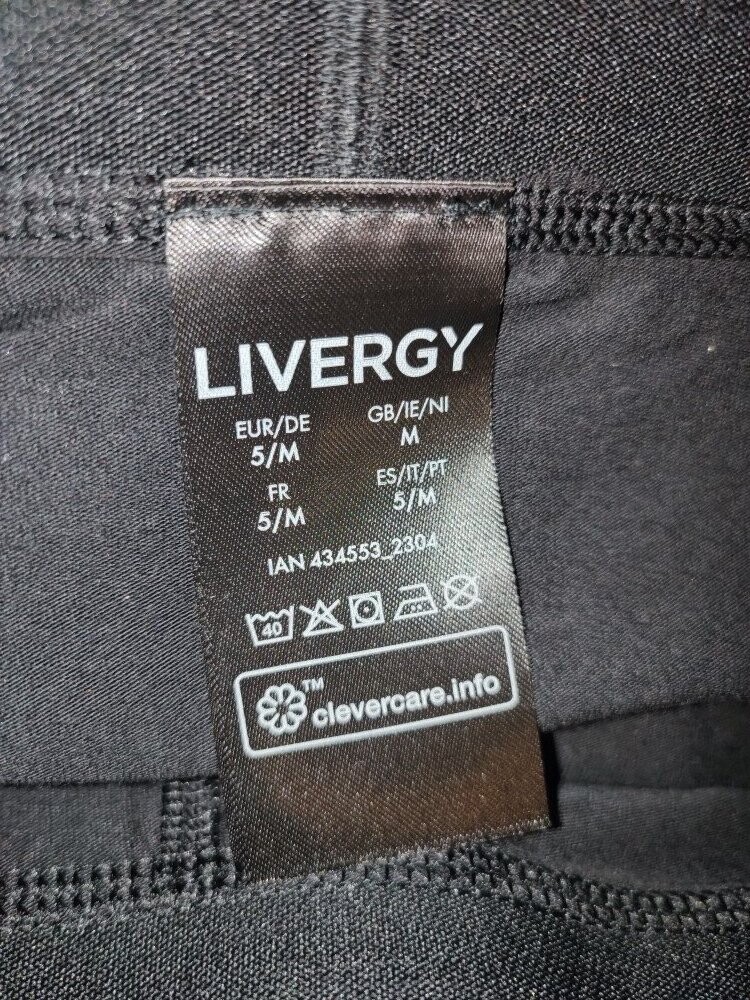 LIVERGY
EUR/DE
5/M
GB/IE/NI
M
FR
5/M
ES/IT/PT
5/M
IAN 434553_2304
40
™ clevercare.info